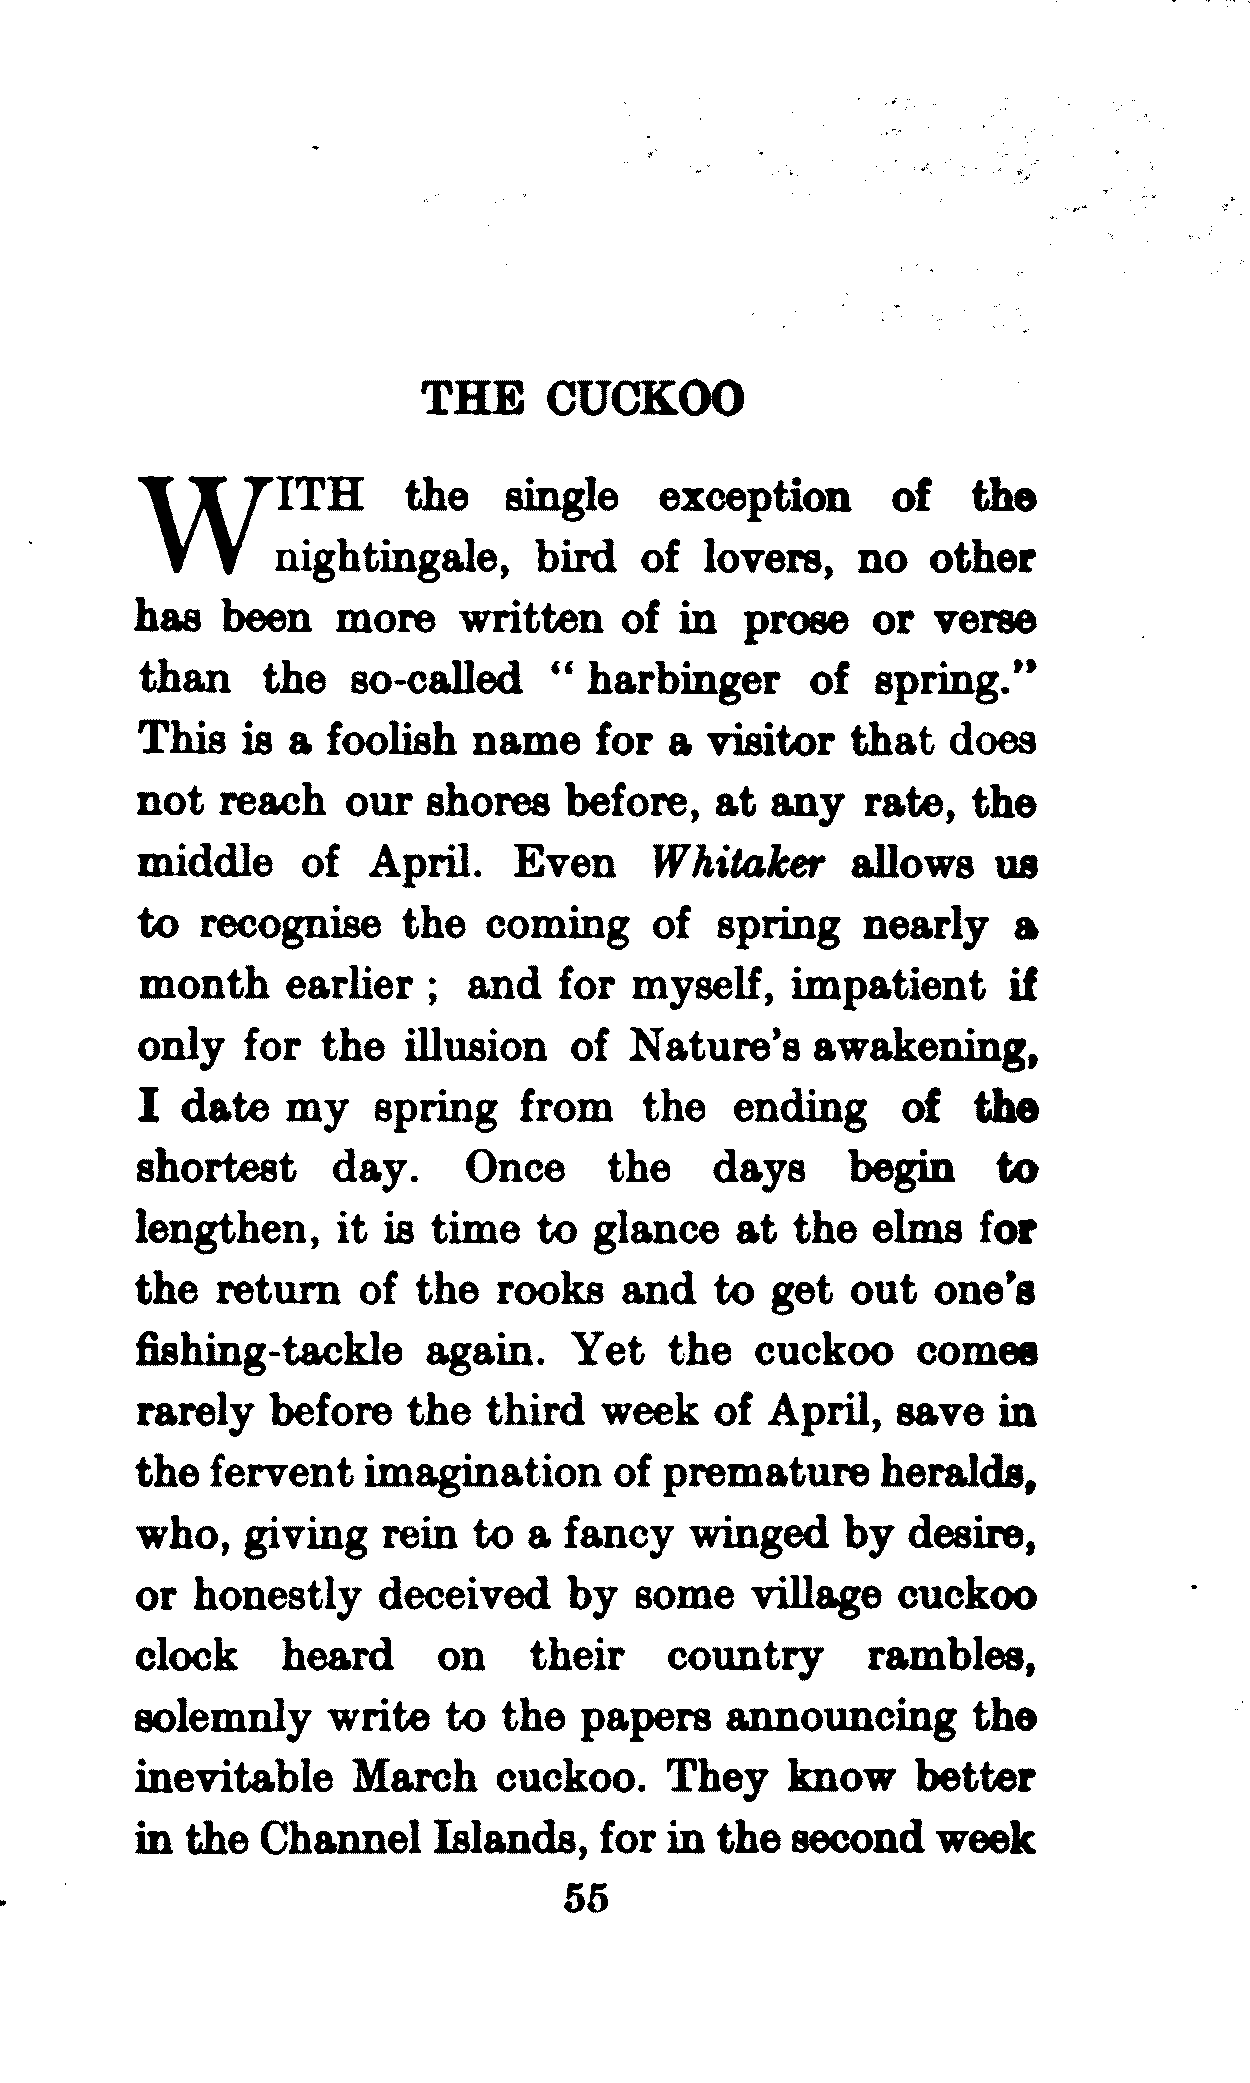 THE CUCKOO
WITH the single exception of the
nightingale, bird of lovers, no other
has been more written of in prose or verse
than the so-called " harbinger of spring."
This is a foolish name for a visitor that does
not reach our shores before, at any rate, the
middle of April. Even Whitaker allows us
to recognise the coming of spring nearly a
month earlier ; and for myself, impatient if
only for the illusion of Nature's awakening,
I date my spring from the ending of the
shortest day. Once the days begin to
lengthen, it is time to glance at the elms for
the return of the rooks and to get out one's
fishing-tackle again. Yet the cuckoo comes
rarely before the third week of April, save in
the fervent imagination of premature heralds,
who, giving rein to a fancy winged by desire,
or honestly deceived by some village cuckoo
clock heard on their country rambles,
solemnly write to the papers announcing the
inevitable March cuckoo. They know better
in the Channel Islands, for in the second week
55